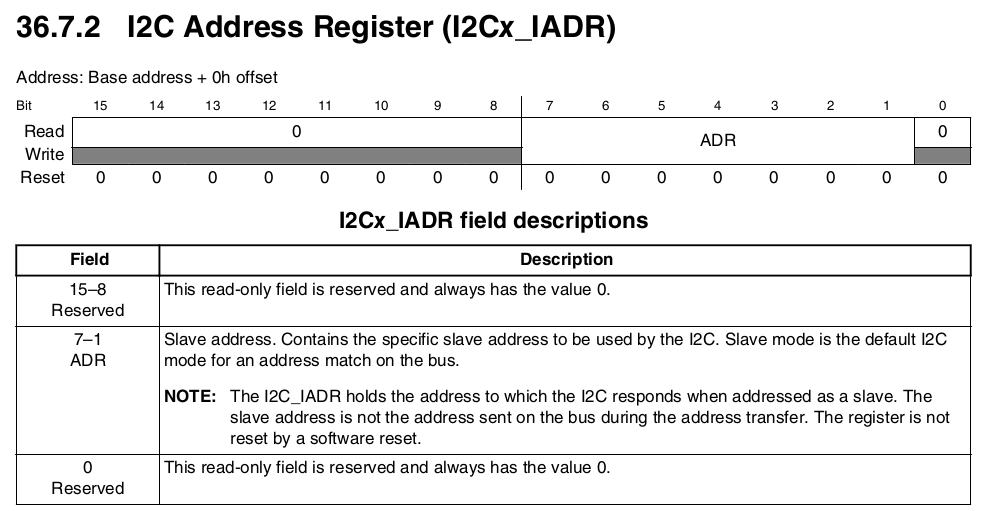 36.7.2 I2C Address Register (I2Cx_IADR)
Address: Base address + 0h offset
Bit 15 14 13 12 11 10 9 8 7 6 5 4 3 2 1 0
Read 0 ADR 0
Write
Reset 0 0 0 0 0 0 0 0 0 0 0 0 0 0 0 0
I2Cx_IADR field descriptions
Field Description
15–8 This read-only field is reserved and always has the value 0.
Reserved
7–1 Slave address. Contains the specific slave address to be used by the I2C. Slave mode is the default I2C
ADR mode for an address match on the bus.
NOTE: The I2C_IADR holds the address to which the I2C responds when addressed as a slave. The
slave address is not the address sent on the bus during the address transfer. The register is not
reset by a software reset.
0 This read-only field is reserved and always has the value 0.
Reserved